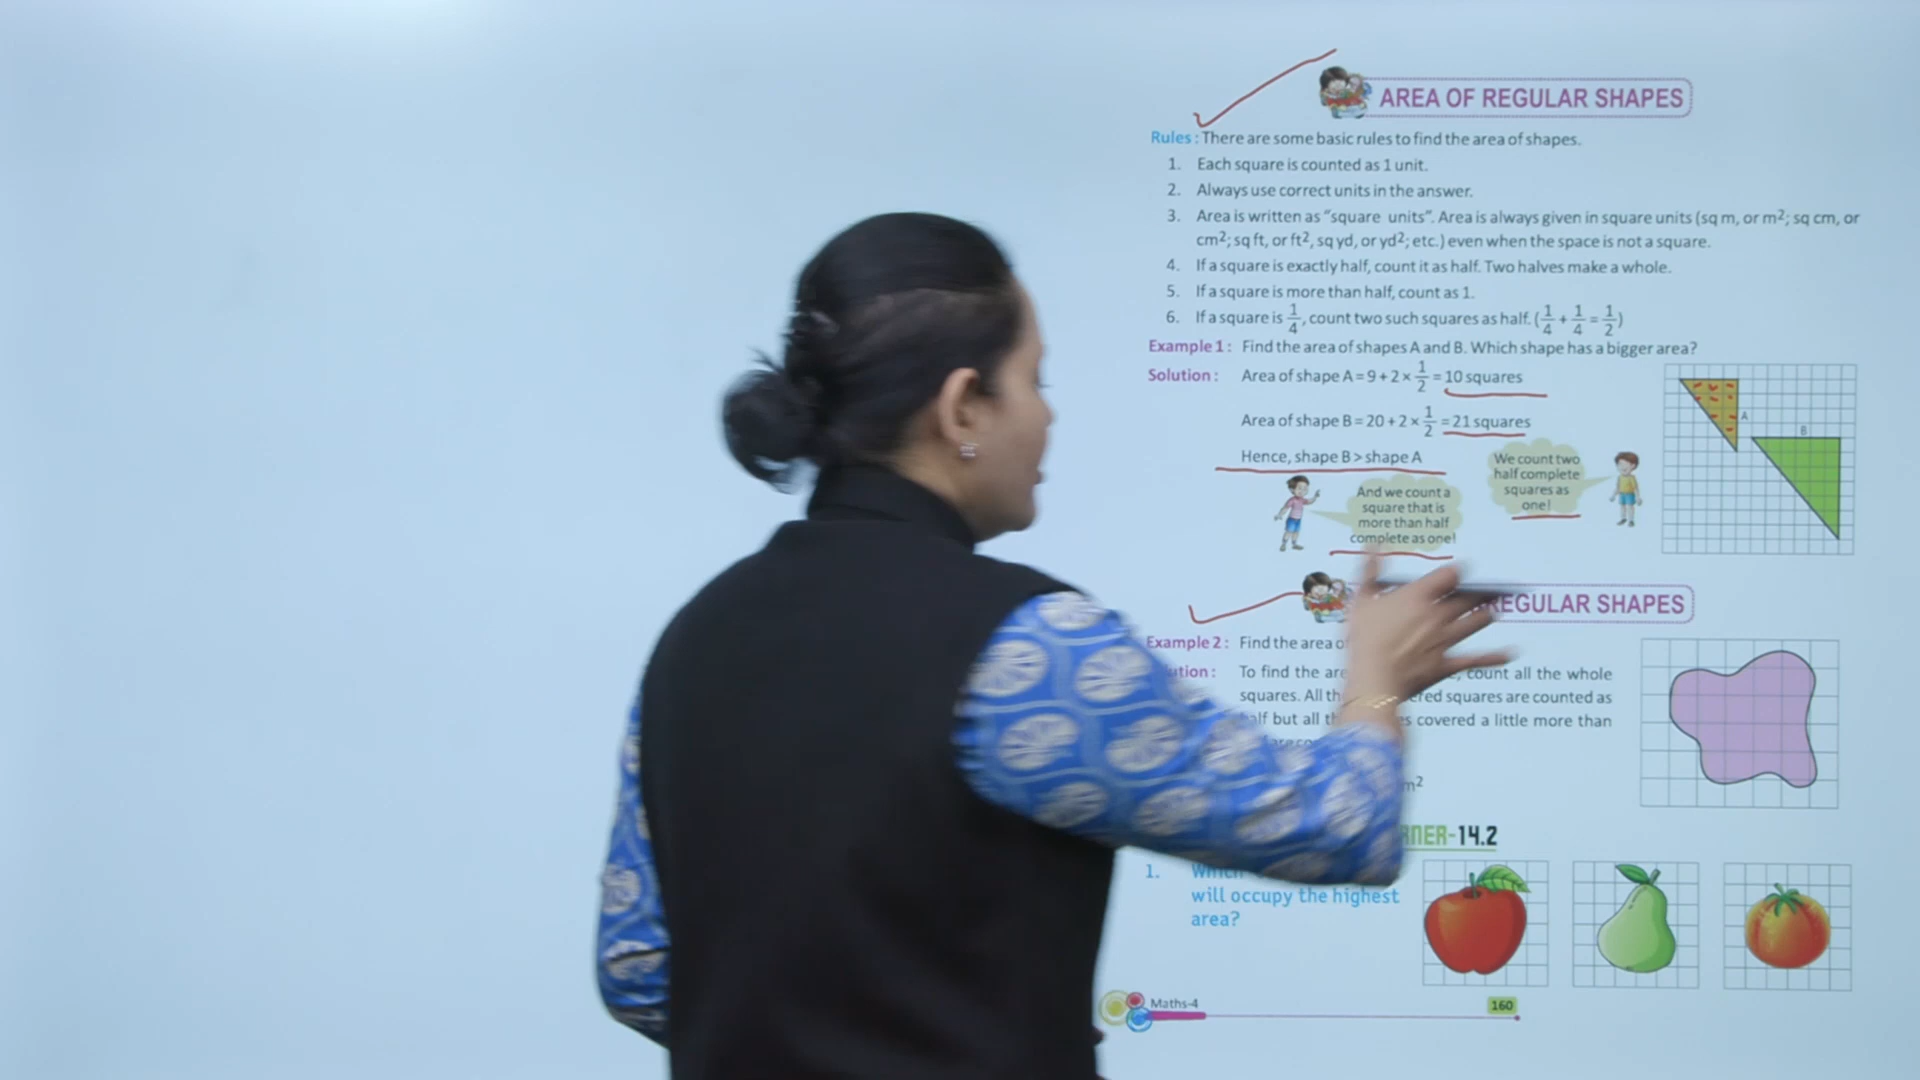 AREA OF REGULAR SHAPES
Rules : There are some basic rules to find the area of shapes.
1. Each square is counted as 1 unit.
2. Always use correct units in the answer.
3. Area is written as "square units". Area is always given in square units (sq m, or m²; sq cm, or
cm²; sq ft, or ft², sq yd, or yd²; etc.) even when the space is not a square.
4. If a square is exactly half, count it as half. Two halves make a whole.
5. If a square is more than half, count as 1.
6. If a square is 1/4, count two such squares as half. (1/4 + 1/4 = 1/2)
Example 1 : Find the area of shapes A and B. Which shape has a bigger area?
Solution : Area of shape A = 9 + 2 × 1/2 = 10 squares
Area of shape B = 20 + 2 × 1/2 = 21 squares
Hence, shape B > shape A
A
B
We count two
half complete
squares as
one!
And we count a
square that is
more than half
complete as one!
REGULAR SHAPES
Example 2 : Find the area
To find the count all the whole
squares. All squares are counted as
but all covered a little more than
m²
14.2
1.
will occupy the highest
area?
Maths-4
160